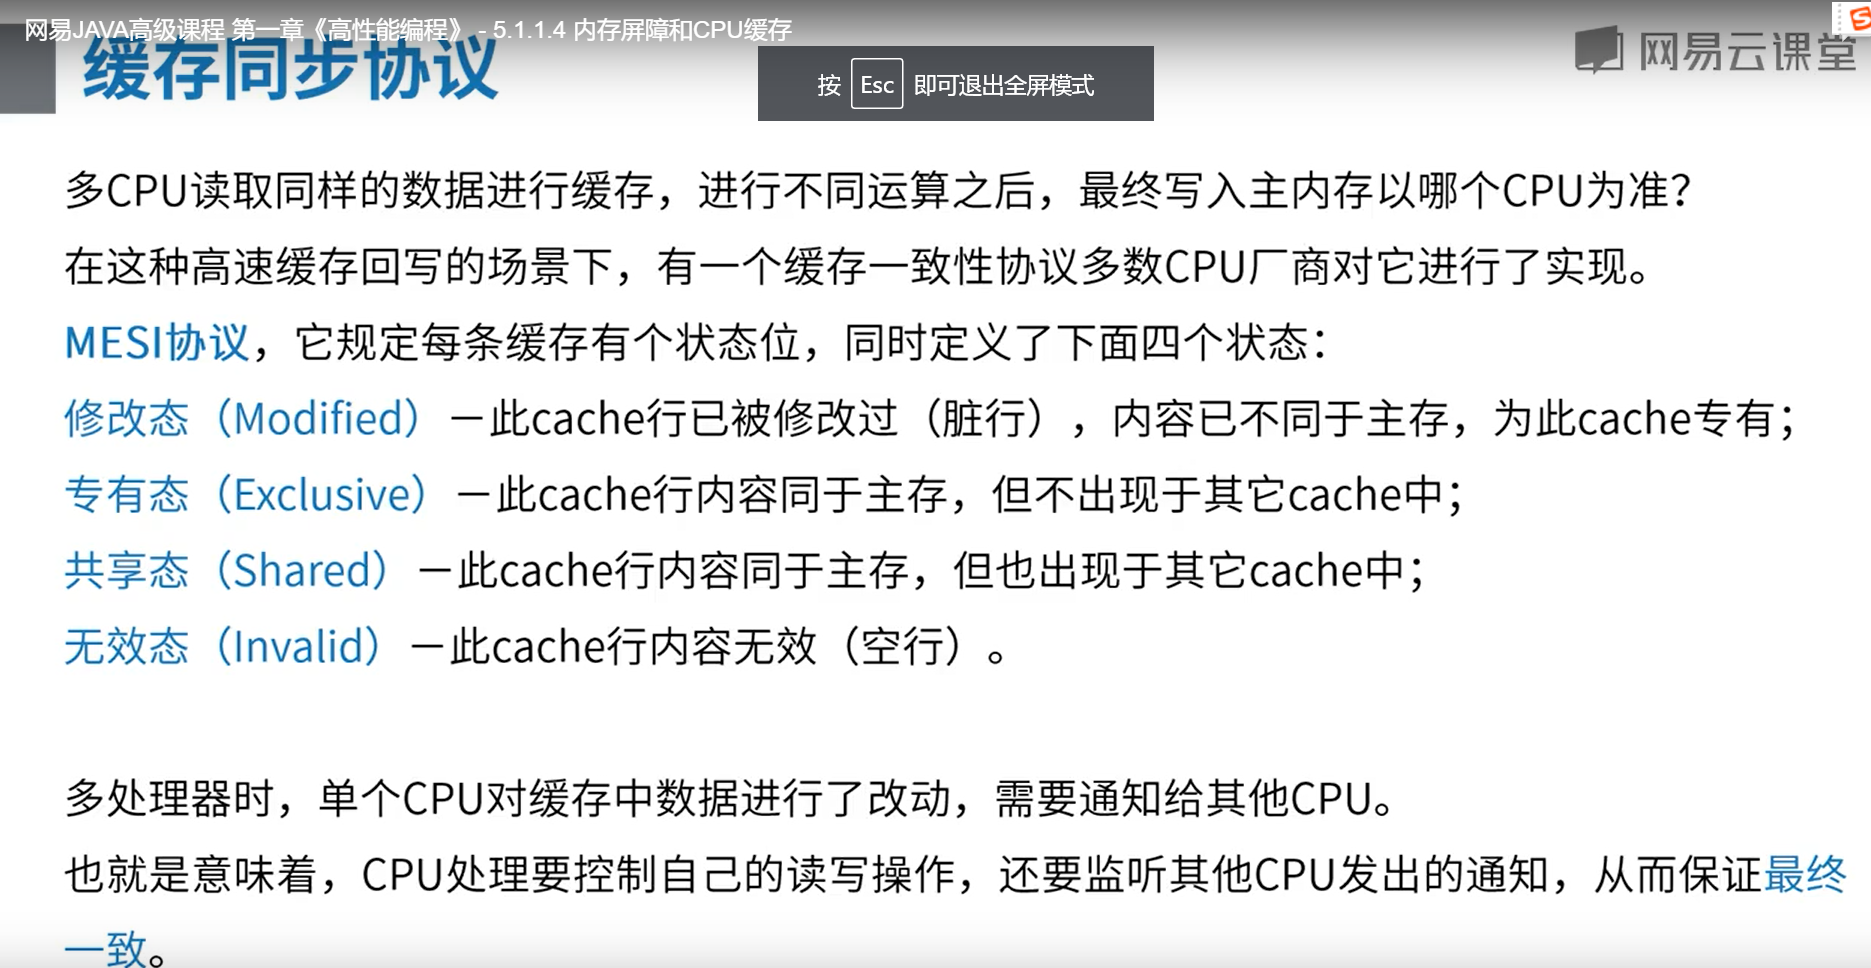 网易JAVA高级课程 第一章《高性能编程》 - 5.1.1.4 内存屏障和CPU缓存
缓存同步协议
按 Esc 即可退出全屏模式
网易云课堂
多CPU读取同样的数据进行缓存，进行不同运算之后，最终写入主内存以哪个CPU为准？
在这种高速缓存回写的场景下，有一个缓存一致性协议多数CPU厂商对它进行了实现。
MESI协议，它规定每条缓存有个状态位，同时定义了下面四个状态：
修改态（Modified）－此cache行已被修改过（脏行），内容已不同于主存，为此cache专有；
专有态（Exclusive）－此cache行内容同于主存，但不出现于其它cache中；
共享态（Shared）－此cache行内容同于主存，但也出现于其它cache中；
无效态（Invalid）－此cache行内容无效（空行）。
多处理器时，单个CPU对缓存中数据进行了改动，需要通知给其他CPU。
也就是意味着，CPU处理要控制自己的读写操作，还要监听其他CPU发出的通知，从而保证最终
一致。